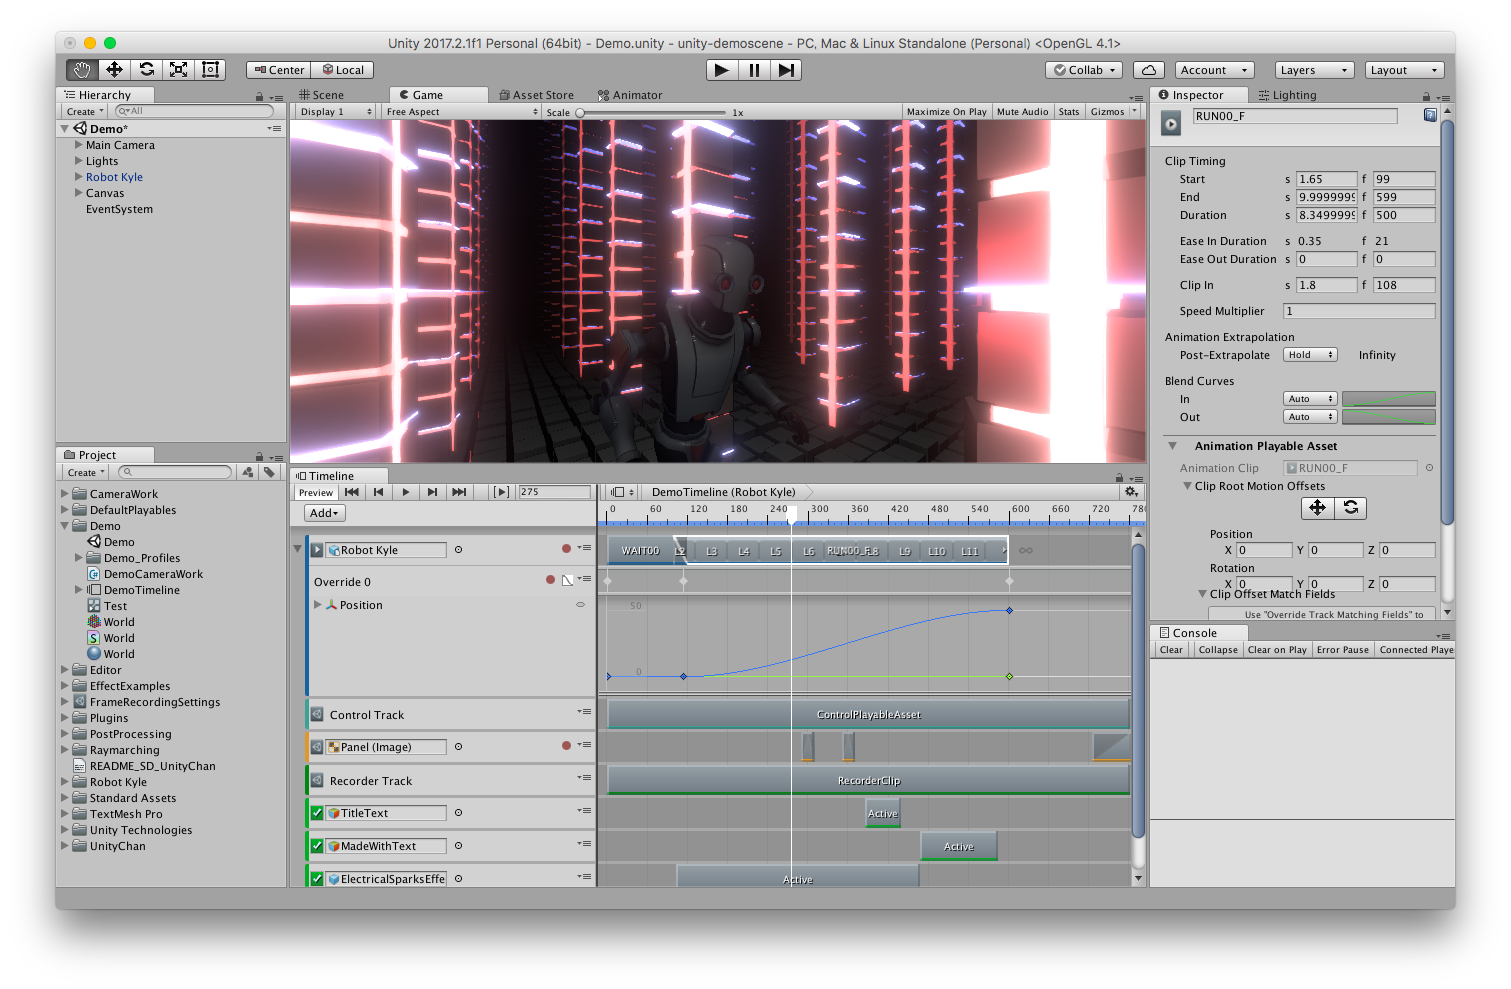 Unity 2017.2.1f1 Personal (64bit) - Demo.unity - unity-demoscene - PC, Mac & Linux Standalone (Personal) <OpenGL 4.1>
Center Local Collab Account Layers Layout
Hierarchy
Create All
Demo*
Main Camera
Lights
Robot Kyle
Canvas
EventSystem
Scene Game Asset Store Animator
Display 1 Free Aspect Scale 1x Maximize On Play Mute Audio Stats Gizmos
Project
Create
CameraWork
DefaultPlayables
Demo
Demo
Demo_Profiles
DemoCameraWork
DemoTimeline
Test
World
World
World
Editor
EffectExamples
FrameRecordingSettings
Plugins
PostProcessing
Raymarching
README_SD_UnityChan
Robot Kyle
Standard Assets
TextMesh Pro
Unity Technologies
UnityChan
Timeline
Preview 275 DemoTimeline (Robot Kyle)
Add
0 60 120 180 240 300 360 420 480 540 600 660 720 780
Robot Kyle WAIT00 L2 L3 L4 L5 L6 RUN00_F L8 L9 L10 L11
Override 0
Position
50
0
Control Track ControlPlayableAsset
Panel (Image)
Recorder Track RecorderClip
TitleText Active
MadeWithText Active
ElectricalSparksEffe Active
Inspector Lighting
RUN00_F
Clip Timing
Start s 1.65 f 99
End s 9.9999999 f 599
Duration s 8.3499999 f 500
Ease In Duration s 0.35 f 21
Ease Out Duration s 0 f 0
Clip In s 1.8 f 108
Speed Multiplier 1
Animation Extrapolation
Post-Extrapolate Hold Infinity
Blend Curves
In Auto
Out Auto
Animation Playable Asset
Animation Clip RUN00_F
Clip Root Motion Offsets
Position
X 0 Y 0 Z 0
Rotation
X 0 Y 0 Z 0
Clip Offset Match Fields
Use "Override Track Matching Fields" to
Console
Clear Collapse Clear on Play Error Pause Connected Playe